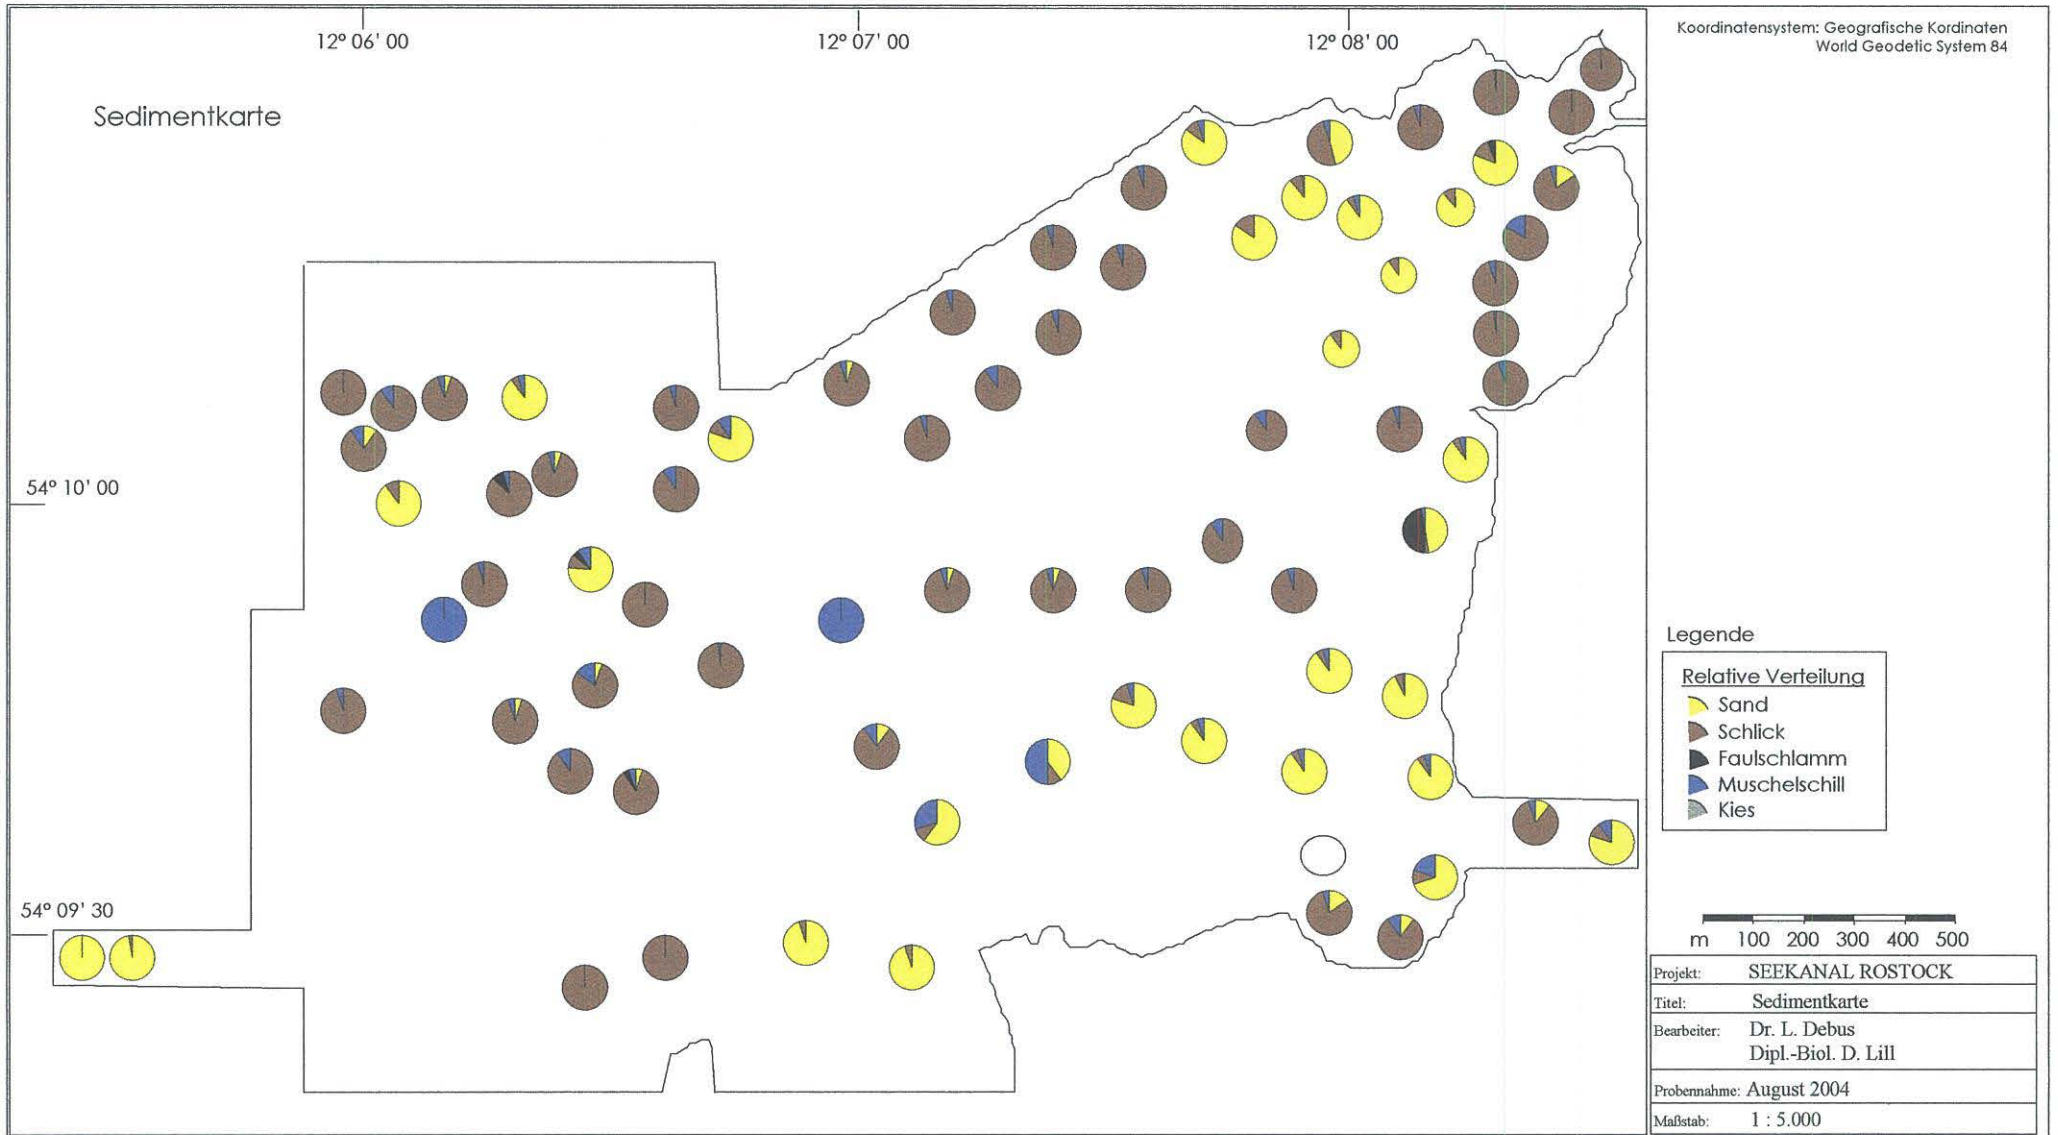 12° 06' 00
12° 07' 00
12° 08' 00
Koordinatensystem: Geografische Kordinaten
World Geodetic System 84
Sedimentkarte
54° 10' 00
54° 09' 30
Legende
Relative Verteilung
Sand
Schlick
Faulschlamm
Muschelschill
Kies
m 100 200 300 400 500
Projekt: SEEKANAL ROSTOCK
Titel: Sedimentkarte
Bearbeiter: Dr. L. Debus
Dipl.-Biol. D. Lill
Probennahme: August 2004
Maßstab: 1 : 5.000